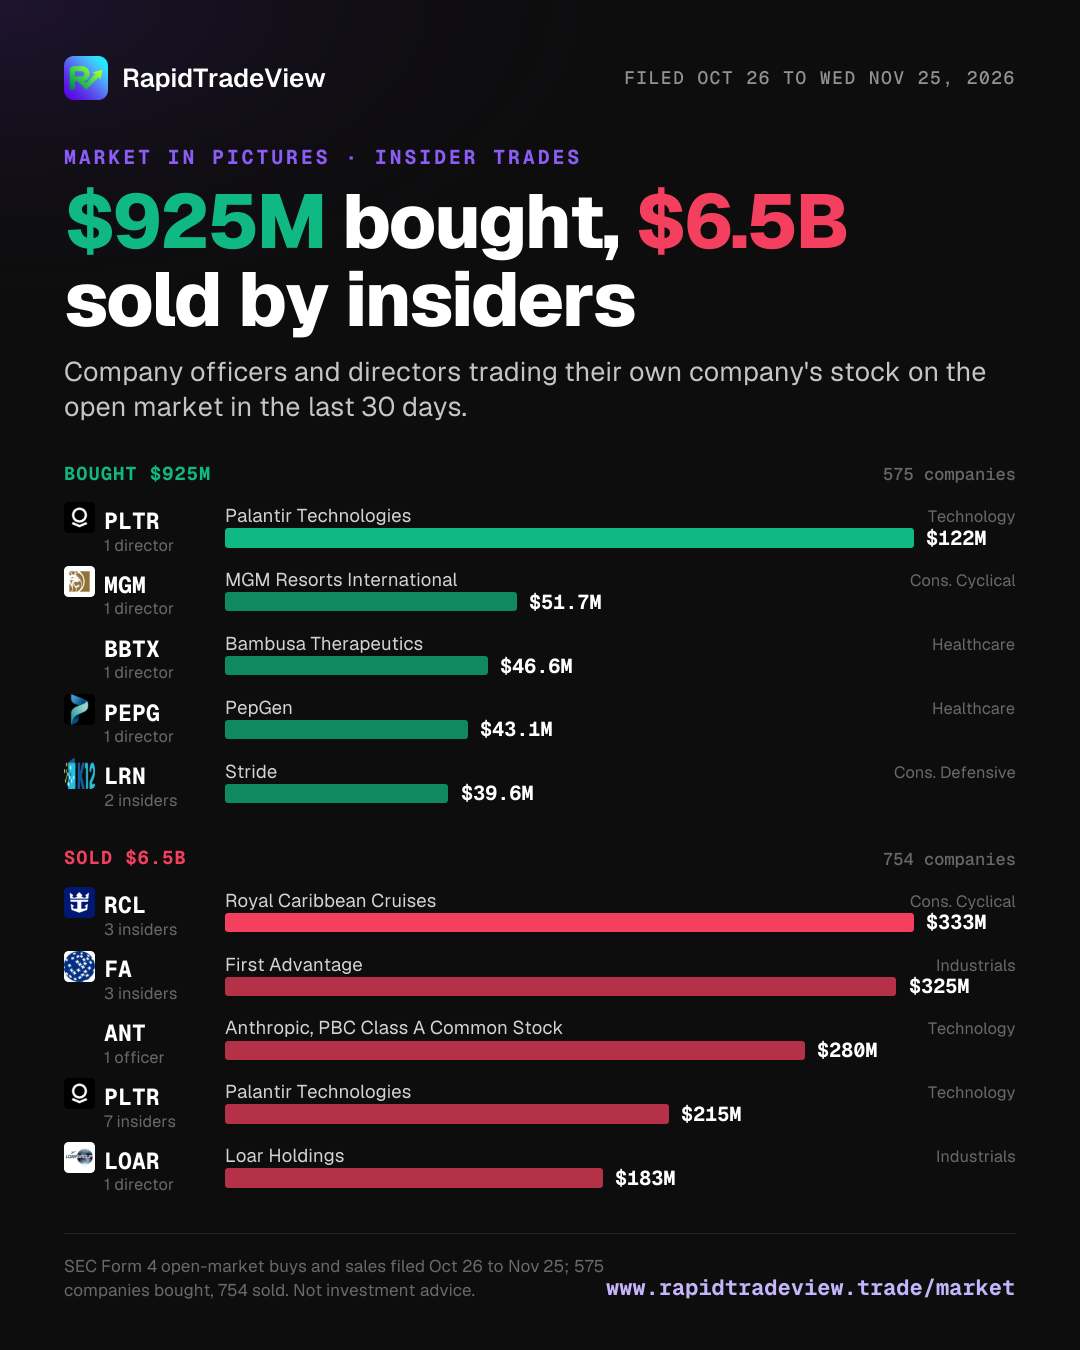 RapidTradeView
FILED OCT 26 TO WED NOV 25, 2026
MARKET IN PICTURES · INSIDER TRADES
$925M bought, $6.5B
sold by insiders
Company officers and directors trading their own company's stock on the
open market in the last 30 days.
BOUGHT $925M
575 companies
PLTR
1 director
Palantir Technologies
Technology
$122M
MGM
1 director
MGM Resorts International
Cons. Cyclical
$51.7M
BBTX
1 director
Bambusa Therapeutics
Healthcare
$46.6M
PEPG
1 director
PepGen
Healthcare
$43.1M
K12
LRN
2 insiders
Stride
Cons. Defensive
$39.6M
SOLD $6.5B
754 companies
RCL
3 insiders
Royal Caribbean Cruises
Cons. Cyclical
$333M
FA
3 insiders
First Advantage
Industrials
$325M
ANT
1 officer
Anthropic, PBC Class A Common Stock
Technology
$280M
PLTR
7 insiders
Palantir Technologies
Technology
$215M
LOAR
1 director
Loar Holdings
Industrials
$183M
SEC Form 4 open-market buys and sales filed Oct 26 to Nov 25; 575
companies bought, 754 sold. Not investment advice.
www.rapidtradeview.trade/market